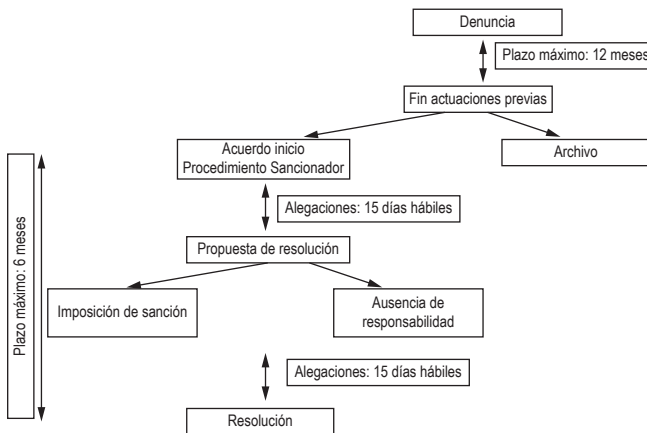 Denuncia
Plazo máximo: 12 meses
Fin actuaciones previas
Acuerdo inicio
Procedimiento Sancionador
Archivo
Alegaciones: 15 días hábiles
Propuesta de resolución
Plazo máximo: 6 meses
Imposición de sanción
Ausencia de
responsabilidad
Alegaciones: 15 días hábiles
Resolución